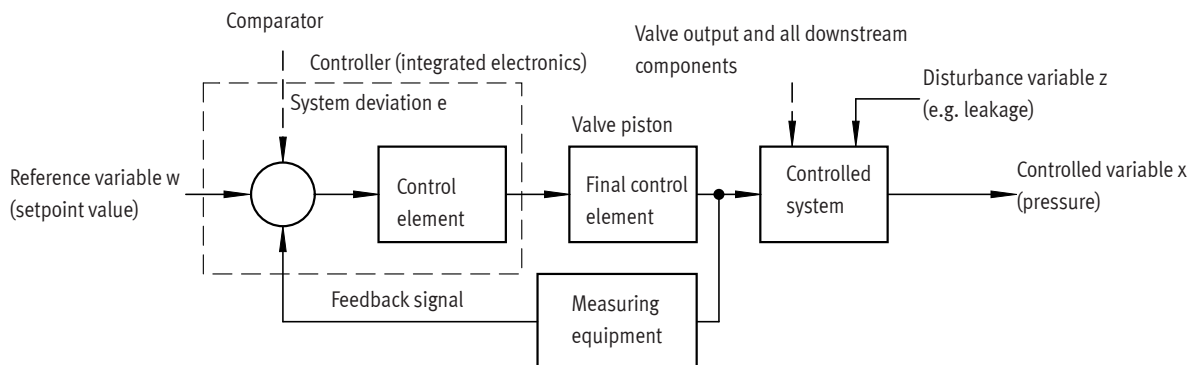 Comparator
Controller (integrated electronics)
System deviation e
Valve output and all downstream
components
Disturbance variable z
(e.g. leakage)
Valve piston
Reference variable w
(setpoint value)
Control
element
Final control
element
Controlled
system
Controlled variable x
(pressure)
Feedback signal
Measuring
equipment